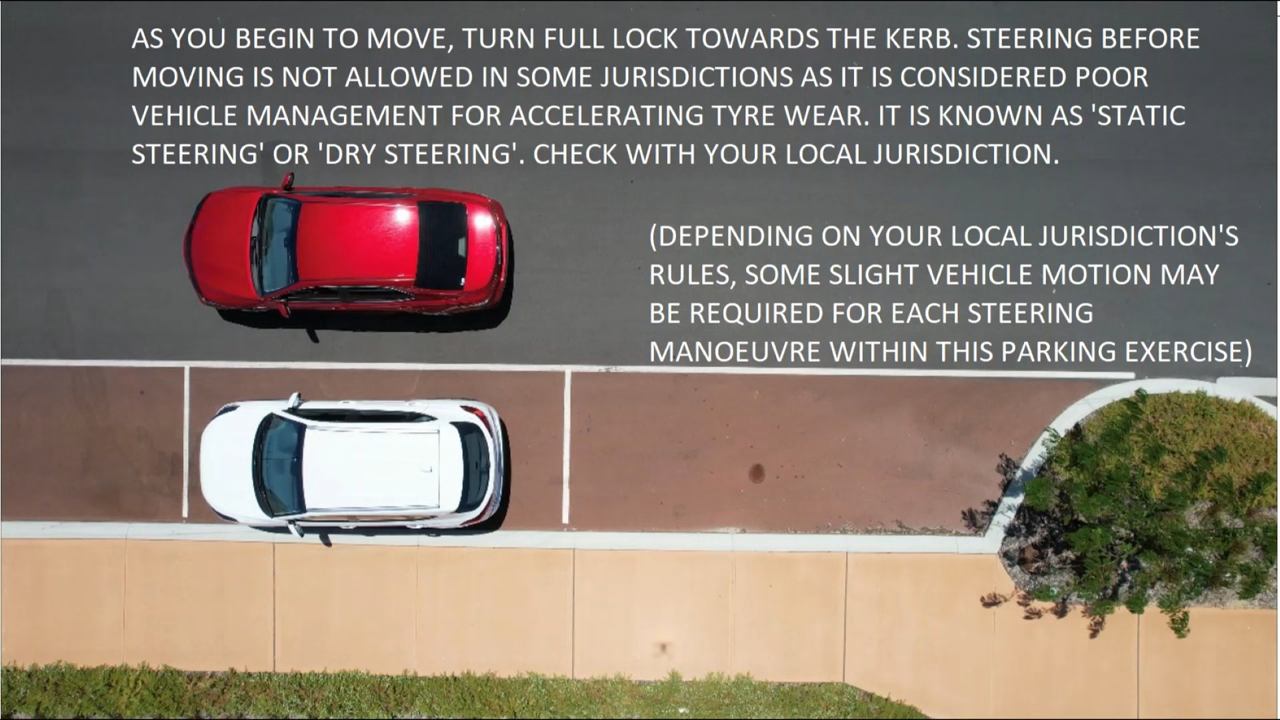 AS YOU BEGIN TO MOVE, TURN FULL LOCK TOWARDS THE KERB. STEERING BEFORE
MOVING IS NOT ALLOWED IN SOME JURISDICTIONS AS IT IS CONSIDERED POOR
VEHICLE MANAGEMENT FOR ACCELERATING TYRE WEAR. IT IS KNOWN AS 'STATIC
STEERING' OR 'DRY STEERING'. CHECK WITH YOUR LOCAL JURISDICTION.
(DEPENDING ON YOUR LOCAL JURISDICTION'S
RULES, SOME SLIGHT VEHICLE MOTION MAY
BE REQUIRED FOR EACH STEERING
MANOEUVRE WITHIN THIS PARKING EXERCISE)